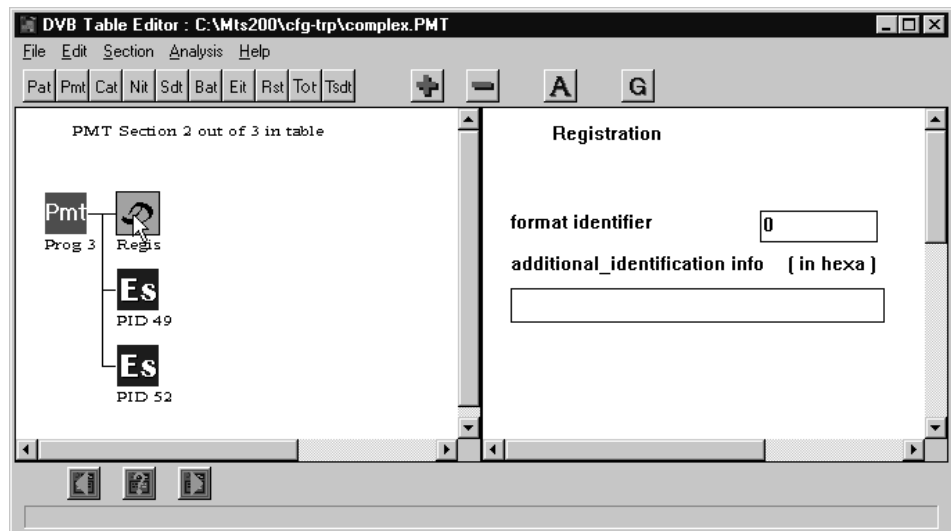 DVB Table Editor : C:\Mts200\cfg-trp\complex.PMT
File Edit Section Analysis Help
Pat Pmt Cat Nit Sdt Bat Eit Rst Tot Tsdt A G
PMT Section 2 out of 3 in table
Pmt
Prog 3
Regis
Es
PID 49
Es
PID 52
Registration
format identifier 0
additional_identification info ( in hexa )